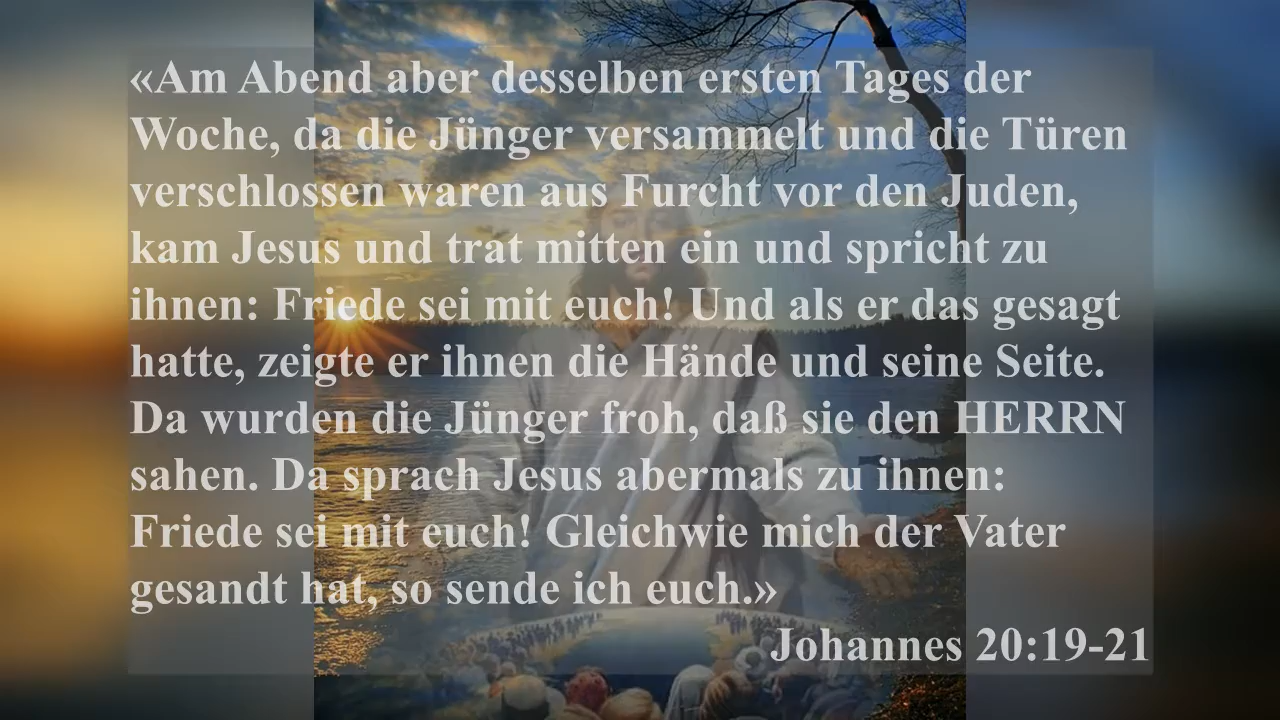 «Am Abend aber desselben ersten Tages der
Woche, da die Jünger versammelt und die Türen
verschlossen waren aus Furcht vor den Juden,
kam Jesus und trat mitten ein und spricht zu
ihnen: Friede sei mit euch! Und als er das gesagt
hatte, zeigte er ihnen die Hände und seine Seite.
Da wurden die Jünger froh, daß sie den HERRN
sahen. Da sprach Jesus abermals zu ihnen:
Friede sei mit euch! Gleichwie mich der Vater
gesandt hat, so sende ich euch.»
Johannes 20:19-21